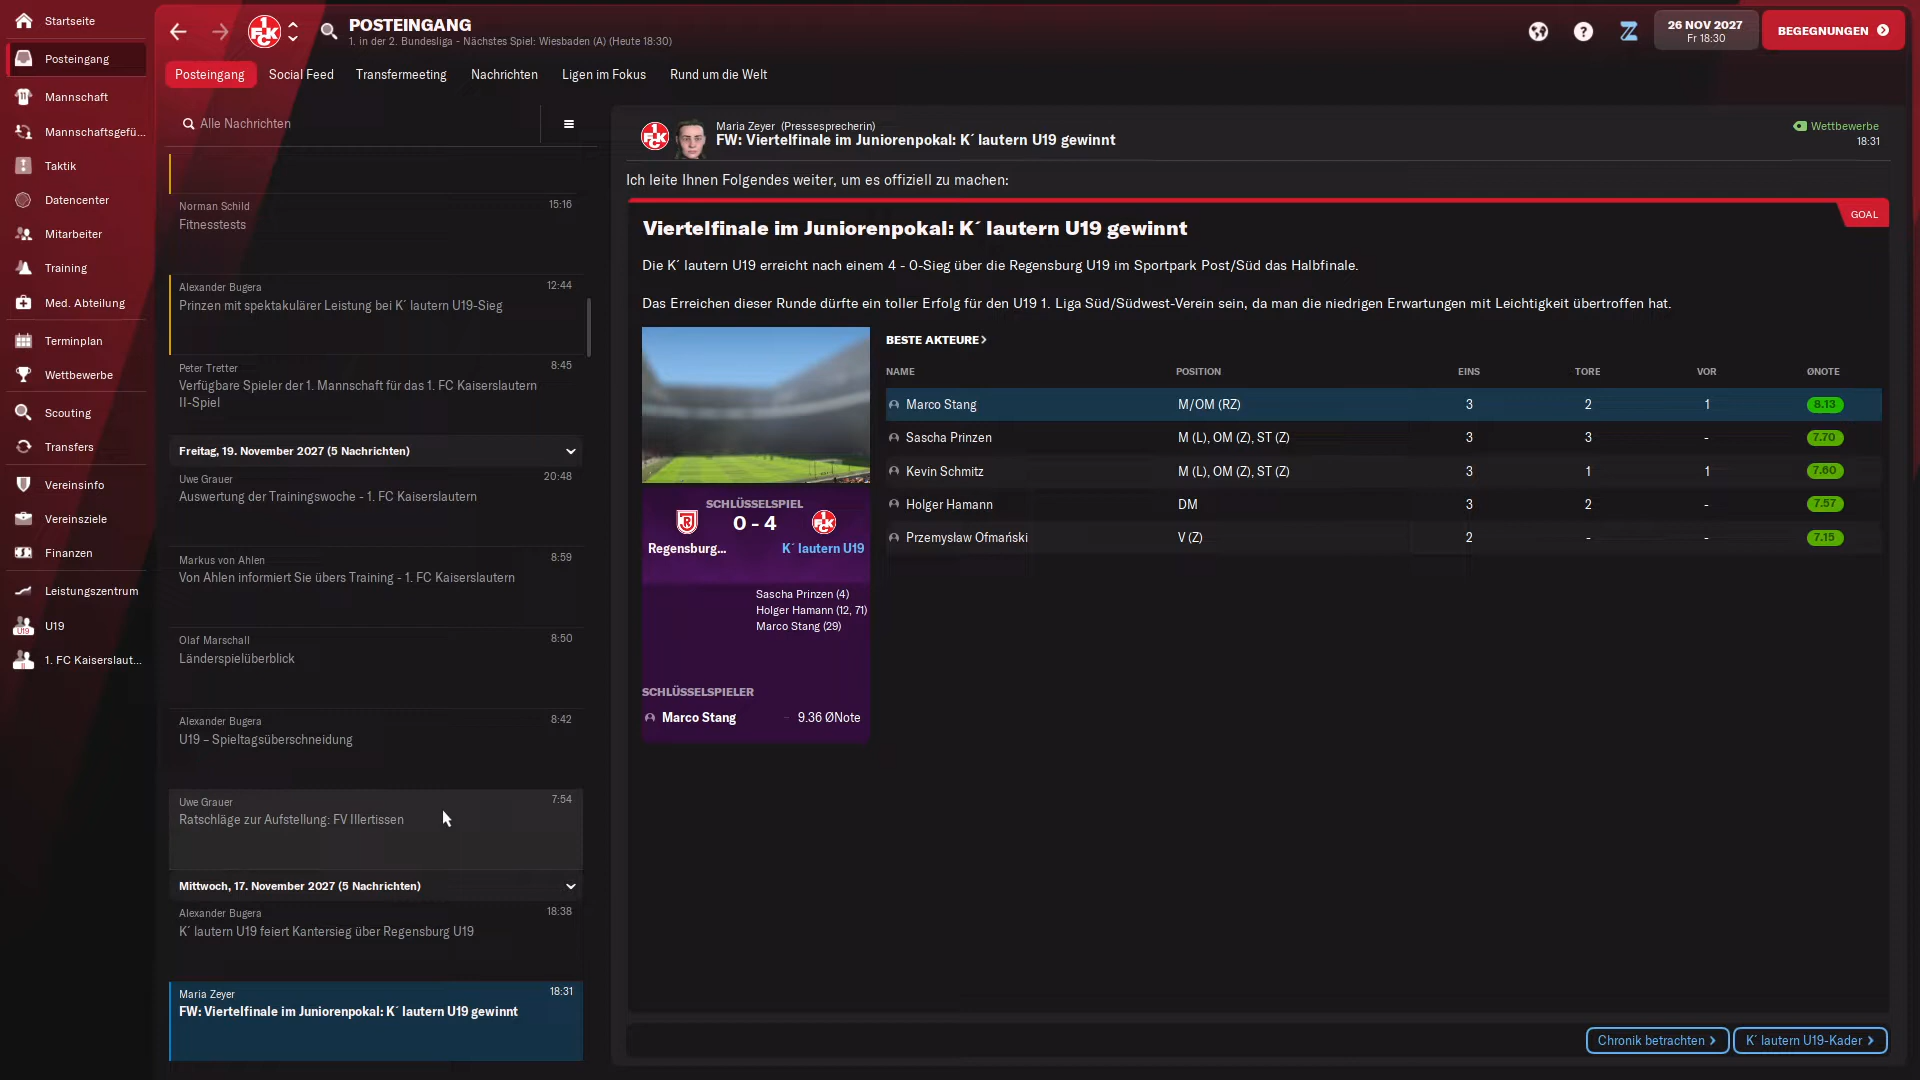 Startseite
Posteingang
Mannschaft
Mannschaftsgefü...
Taktik
Datencenter
Mitarbeiter
Training
Med. Abteilung
Terminplan
Wettbewerbe
Scouting
Transfers
Vereinsinfo
Vereinsziele
Finanzen
Leistungszentrum
U19
1. FC Kaiserslaut...
POSTEINGANG
1. in der 2. Bundesliga - Nächstes Spiel: Wiesbaden (A) (Heute 18:30)
26 NOV 2027
Fr 18:30
BEGEGNUNGEN
Posteingang Social Feed Transfermeeting Nachrichten Ligen im Fokus Rund um die Welt
Alle Nachrichten
Norman Schild 15:16
Fitnesstests
Alexander Bugera 12:44
Prinzen mit spektakulärer Leistung bei K´ lautern U19-Sieg
Peter Tretter 8:45
Verfügbare Spieler der 1. Mannschaft für das 1. FC Kaiserslautern
II-Spiel
Freitag, 19. November 2027 (5 Nachrichten)
Uwe Grauer 20:48
Auswertung der Trainingswoche - 1. FC Kaiserslautern
Markus von Ahlen 8:59
Von Ahlen informiert Sie übers Training - 1. FC Kaiserslautern
Olaf Marschall 8:50
Länderspielüberblick
Alexander Bugera 8:42
U19 – Spieltagsüberschneidung
Uwe Grauer 7:54
Ratschläge zur Aufstellung: FV Illertissen
Mittwoch, 17. November 2027 (5 Nachrichten)
Alexander Bugera 18:38
K´ lautern U19 feiert Kantersieg über Regensburg U19
Maria Zeyer 18:31
FW: Viertelfinale im Juniorenpokal: K´ lautern U19 gewinnt
Maria Zeyer (Pressesprecherin)
FW: Viertelfinale im Juniorenpokal: K´ lautern U19 gewinnt
Wettbewerbe
18:31
Ich leite Ihnen Folgendes weiter, um es offiziell zu machen:
GOAL
Viertelfinale im Juniorenpokal: K´ lautern U19 gewinnt
Die K´ lautern U19 erreicht nach einem 4 - 0-Sieg über die Regensburg U19 im Sportpark Post/Süd das Halbfinale.
Das Erreichen dieser Runde dürfte ein toller Erfolg für den U19 1. Liga Süd/Südwest-Verein sein, da man die niedrigen Erwartungen mit Leichtigkeit übertroffen hat.
SCHLÜSSELSPIEL
0 - 4
Regensburg... K´ lautern U19
Sascha Prinzen (4)
Holger Hamann (12, 71)
Marco Stang (29)
SCHLÜSSELSPIELER
Marco Stang - 9.36 ØNote
BESTE AKTEURE
NAME POSITION EINS TORE VOR ØNOTE
Marco Stang M/OM (RZ) 3 2 1 8.13
Sascha Prinzen M (L), OM (Z), ST (Z) 3 3 - 7.70
Kevin Schmitz M (L), OM (Z), ST (Z) 3 1 1 7.60
Holger Hamann DM 3 2 - 7.57
Przemysław Ofmański V (Z) 2 - - 7.15
Chronik betrachten K´ lautern U19-Kader